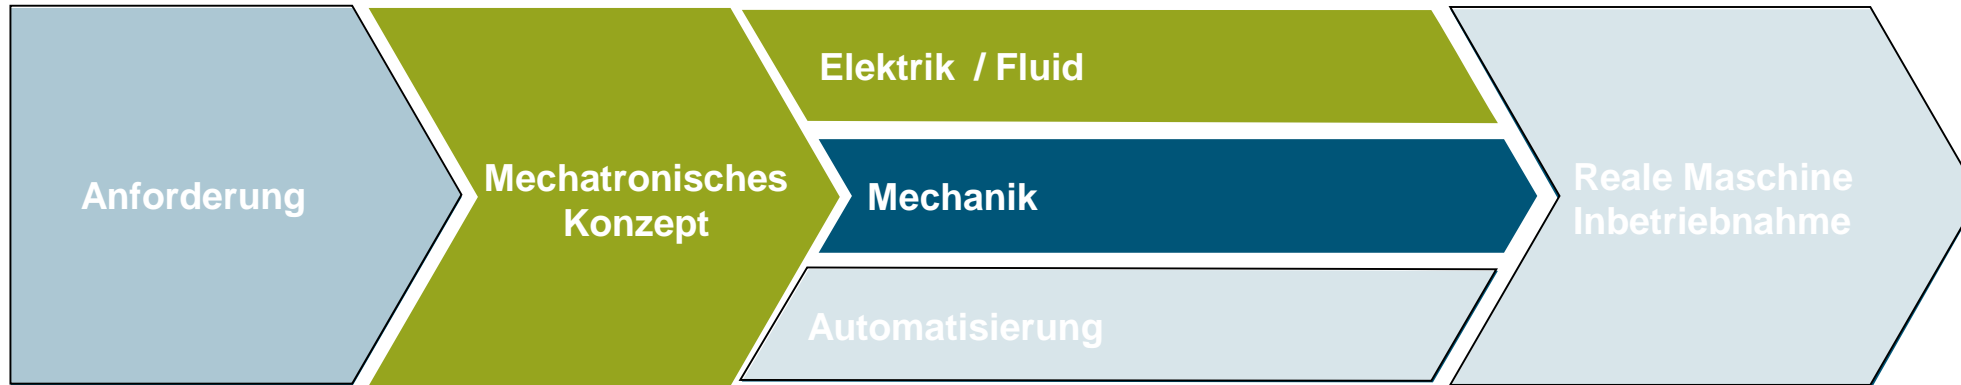 Anforderung
Mechatronisches
Konzept
Elektrik / Fluid
Mechanik
Automatisierung
Reale Maschine
Inbetriebnahme